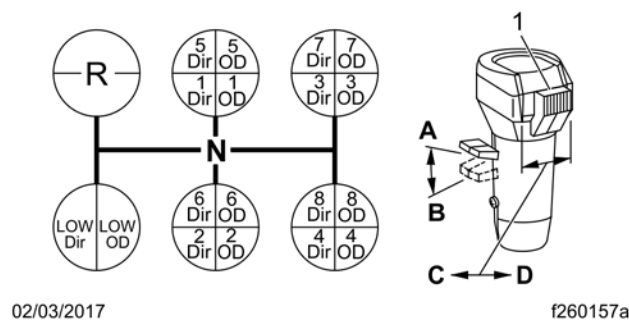 R
5 5
Dir OD
1 1
Dir OD
7 7
Dir OD
3 3
Dir OD
N
LOW LOW
Dir OD
6 6
Dir OD
2 2
Dir OD
8 8
Dir OD
4 4
Dir OD
1
A
B
C D
02/03/2017
f260157a